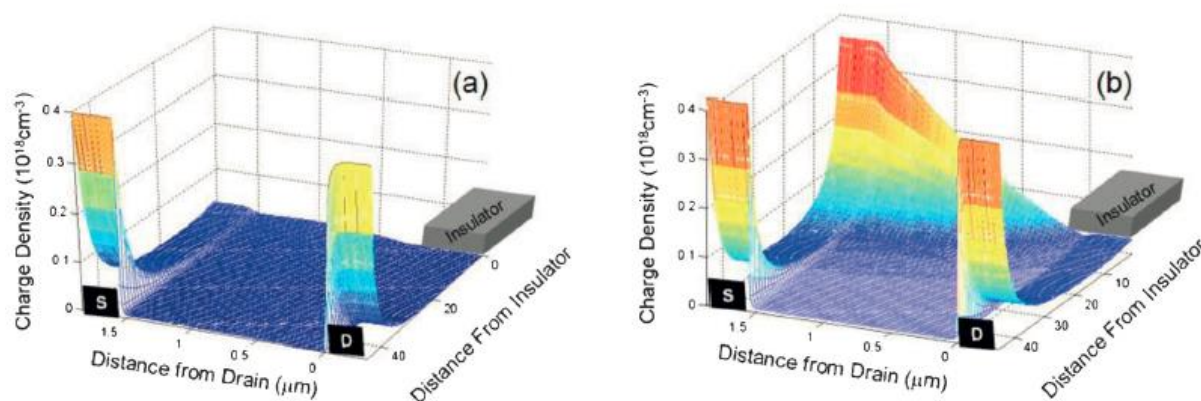 (a)
Charge Density (10¹⁸cm⁻³)
0.4
0.3
0.2
0.1
0
S
D
Insulator
1.5
1
0.5
0
Distance from Drain (μm)
0
20
40
Distance From Insulator
(b)
Charge Density (10¹⁸cm⁻³)
0.4
0.3
0.2
0.1
0
S
D
Insulator
1.5
1
0.5
0
Distance from Drain (μm)
10
20
30
40
Distance From Insulator